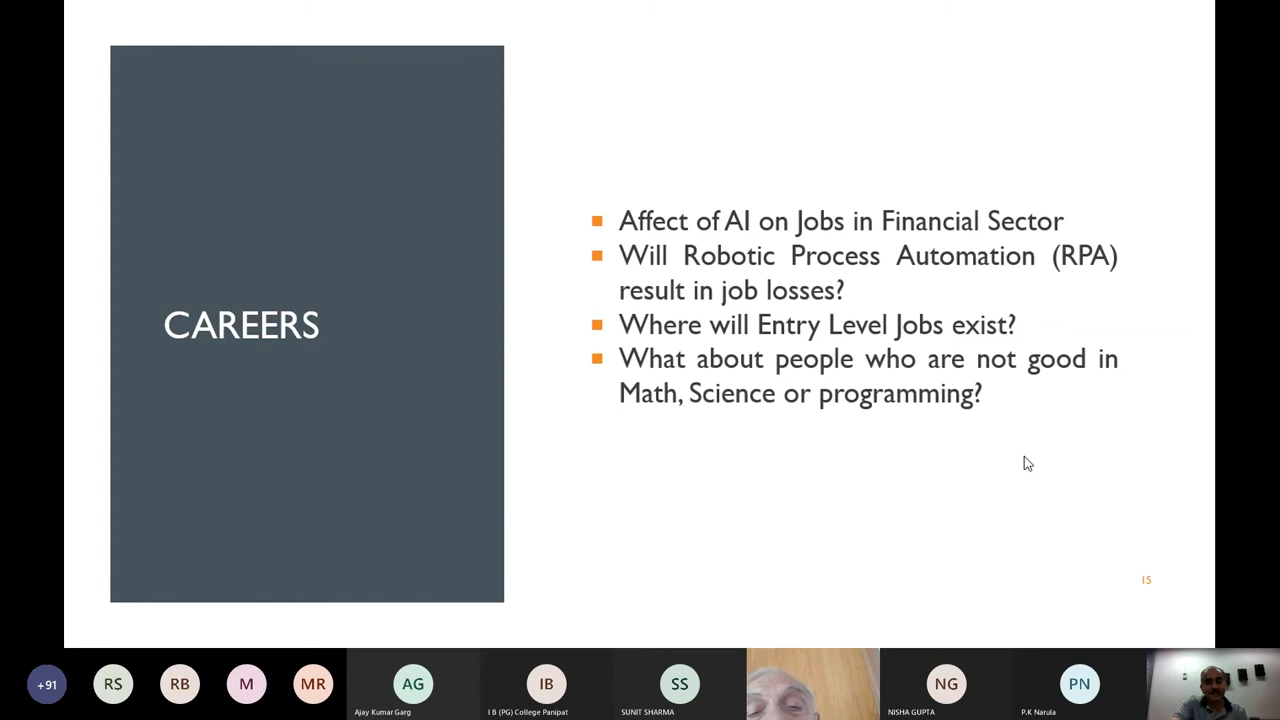 CAREERS
Affect of AI on Jobs in Financial Sector
Will Robotic Process Automation (RPA)
result in job losses?
Where will Entry Level Jobs exist?
What about people who are not good in
Math, Science or programming?
15
+91
RS
RB
M
MR
AG
IB
SS
NG
PN
Ajay Kumar Garg
I B (PG) College Panipat
SUNIT SHARMA
NISHA GUPTA
P.K Narula